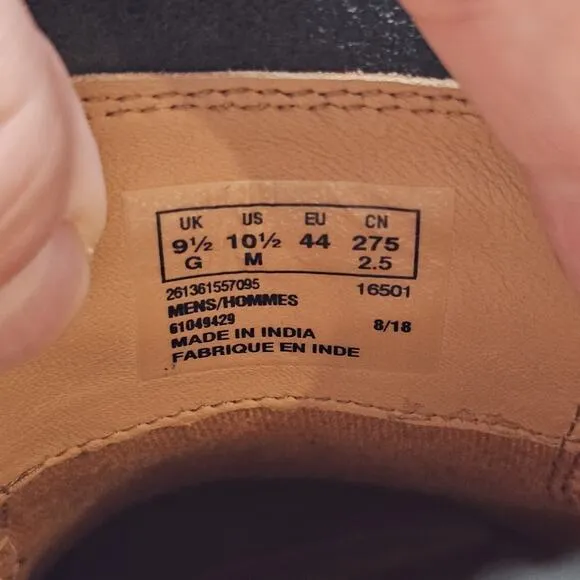 UK US EU CN
9½ 10½ 44 275
G M 2.5
261361557095 16501
MENS/HOMMES
61049429 8/18
MADE IN INDIA
FABRIQUE EN INDE